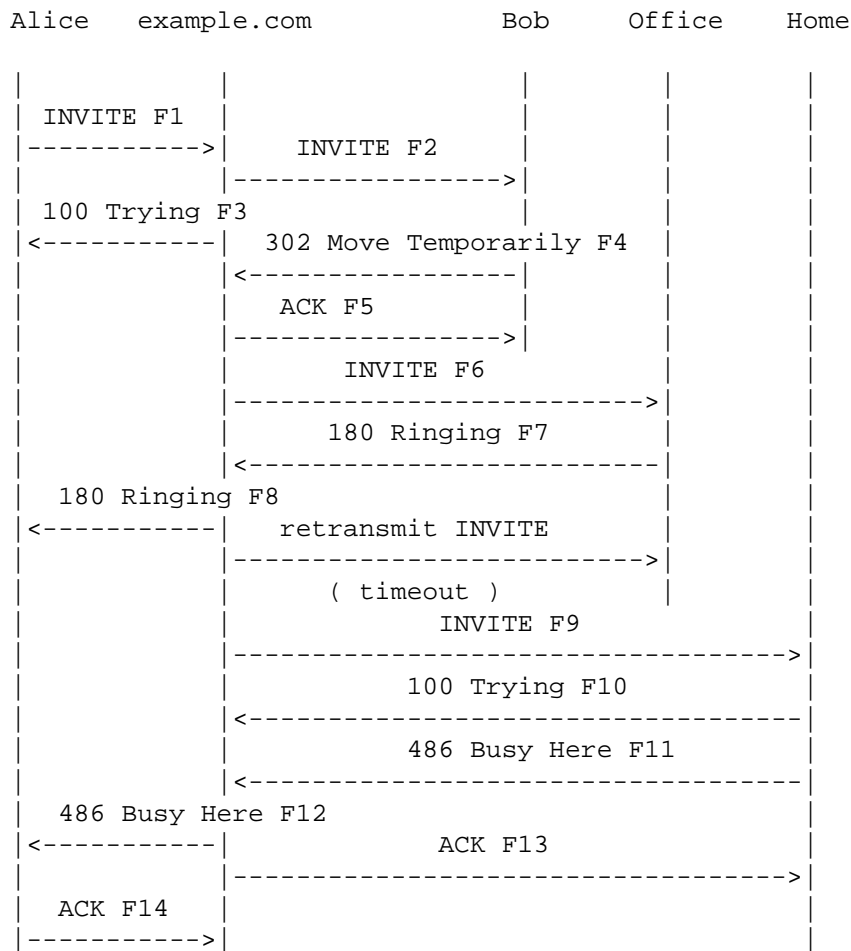 Alice example.com Bob Office Home
INVITE F1
INVITE F2
100 Trying F3
302 Move Temporarily F4
ACK F5
INVITE F6
180 Ringing F7
180 Ringing F8
retransmit INVITE
( timeout )
INVITE F9
100 Trying F10
486 Busy Here F11
486 Busy Here F12
ACK F13
ACK F14